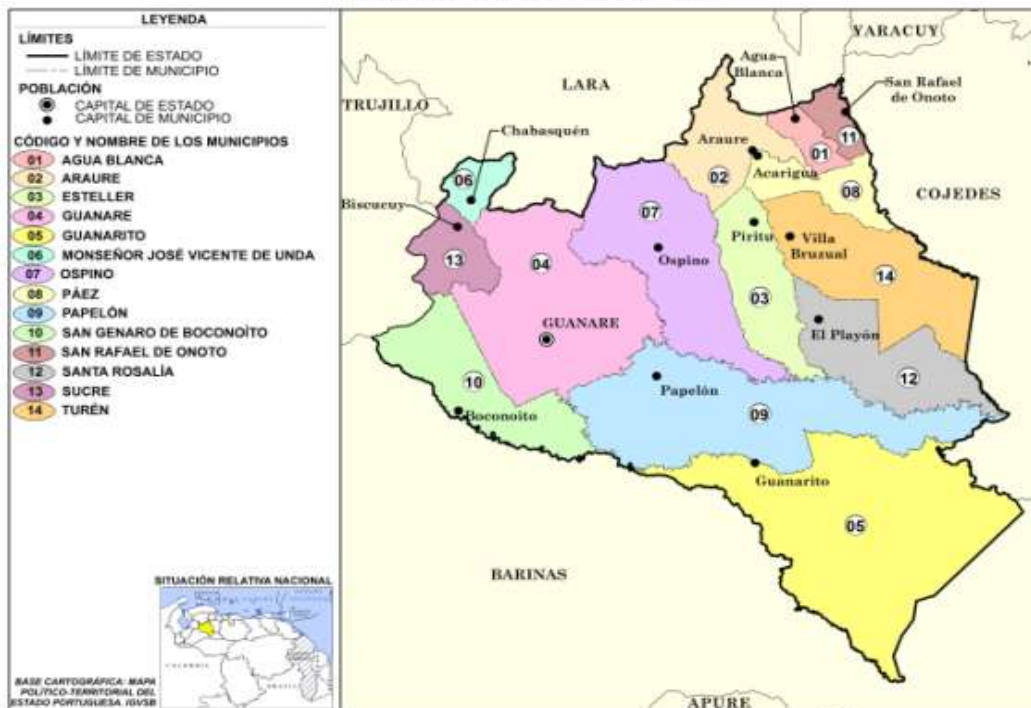 LEYENDA
LÍMITES
LÍMITE DE ESTADO
LÍMITE DE MUNICIPIO
POBLACIÓN
CAPITAL DE ESTADO
CAPITAL DE MUNICIPIO
CÓDIGO Y NOMBRE DE LOS MUNICIPIOS
01 AGUA BLANCA
02 ARAURE
03 ESTELLER
04 GUANARE
05 GUANARITO
06 MONSEÑOR JOSÉ VICENTE DE UNDA
07 OSPINO
08 PÁEZ
09 PAPELÓN
10 SAN GENARO DE BOCONOÍTO
11 SAN RAFAEL DE ONOTO
12 SANTA ROSALÍA
13 SUCRE
14 TURÉN
SITUACIÓN RELATIVA NACIONAL
BASE CARTOGRÁFICA: MAPA
POLÍTICO-TERRITORIAL DEL
ESTADO PORTUGUESA. IGVSB
YARACUY
LARA
Agua
Blanca
San Rafael
de Onoto
TRUJILLO
Chabasquén
Araure
11
01
Acarigua
06
02
08
COJEDES
Biscucuy
07
Píritu
Villa
Bruzual
13
04
Ospino
14
03
GUANARE
El Playón
10
12
Papelón
Boconoito
09
Guanarito
05
BARINAS
APURE